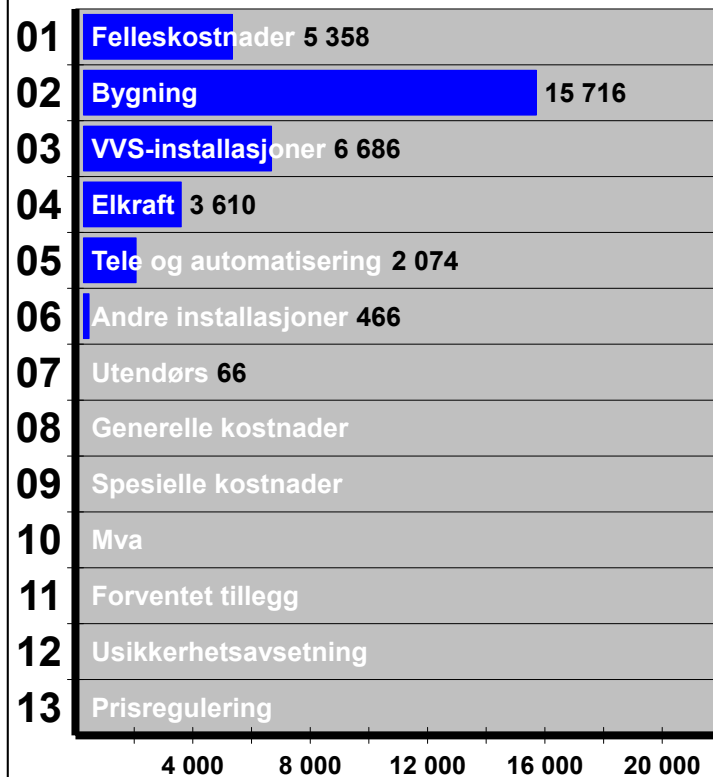 01 Felleskostnader 5 358
02 Bygning 15 716
03 VVS-installasjoner 6 686
04 Elkraft 3 610
05 Tele og automatisering 2 074
06 Andre installasjoner 466
07 Utendørs 66
08 Generelle kostnader
09 Spesielle kostnader
10 Mva
11 Forventet tillegg
12 Usikkerhetsavsetning
13 Prisregulering
4 000 8 000 12 000 16 000 20 000